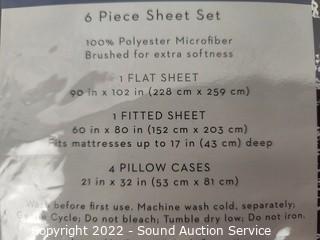 6 Piece Sheet Set
100% Polyester Microfiber
Brushed for extra softness
1 FLAT SHEET
90 in x 102 in (228 cm x 259 cm)
1 FITTED SHEET
60 in x 80 in (152 cm x 203 cm)
Fits mattresses up to 17 in (43 cm) deep
4 PILLOW CASES
21 in x 32 in (53 cm x 81 cm)
Wash before first use. Machine wash cold, separately;
Gentle Cycle; Do not bleach; Tumble dry low; Do not iron.
Copyright 2022 - Sound Auction Service